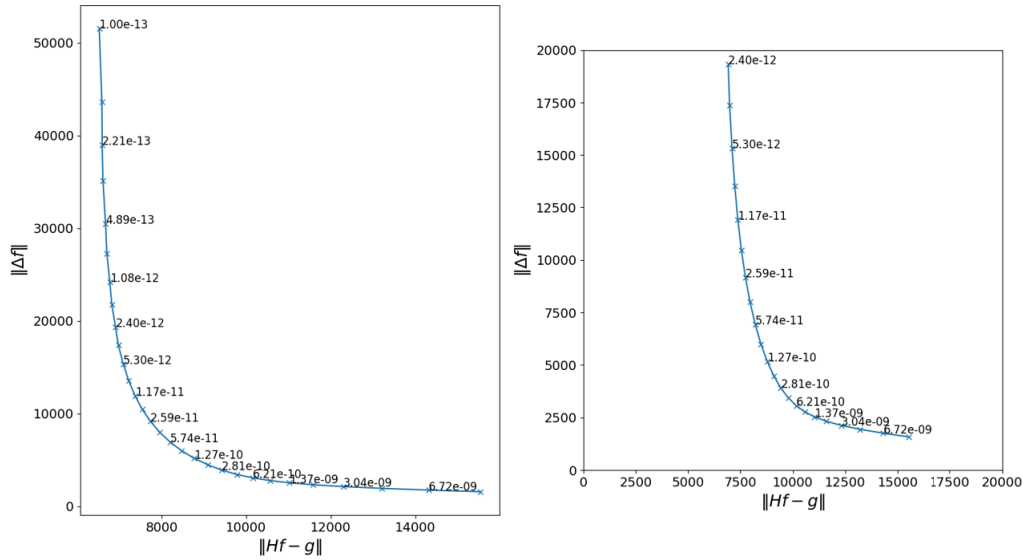 50000
40000
30000
20000
10000
0
‖Δf‖
1.00e-13
2.21e-13
4.89e-13
1.08e-12
2.40e-12
5.30e-12
1.17e-11
2.59e-11
5.74e-11
1.27e-10
2.81e-10
6.21e-10
1.37e-09
3.04e-09
6.72e-09
8000 10000 12000 14000
‖Hf − g‖
20000
17500
15000
12500
10000
7500
5000
2500
0
‖Δf‖
2.40e-12
5.30e-12
1.17e-11
2.59e-11
5.74e-11
1.27e-10
2.81e-10
6.21e-10
1.37e-09
3.04e-09
6.72e-09
0 2500 5000 7500 10000 12500 15000 17500 20000
‖Hf − g‖